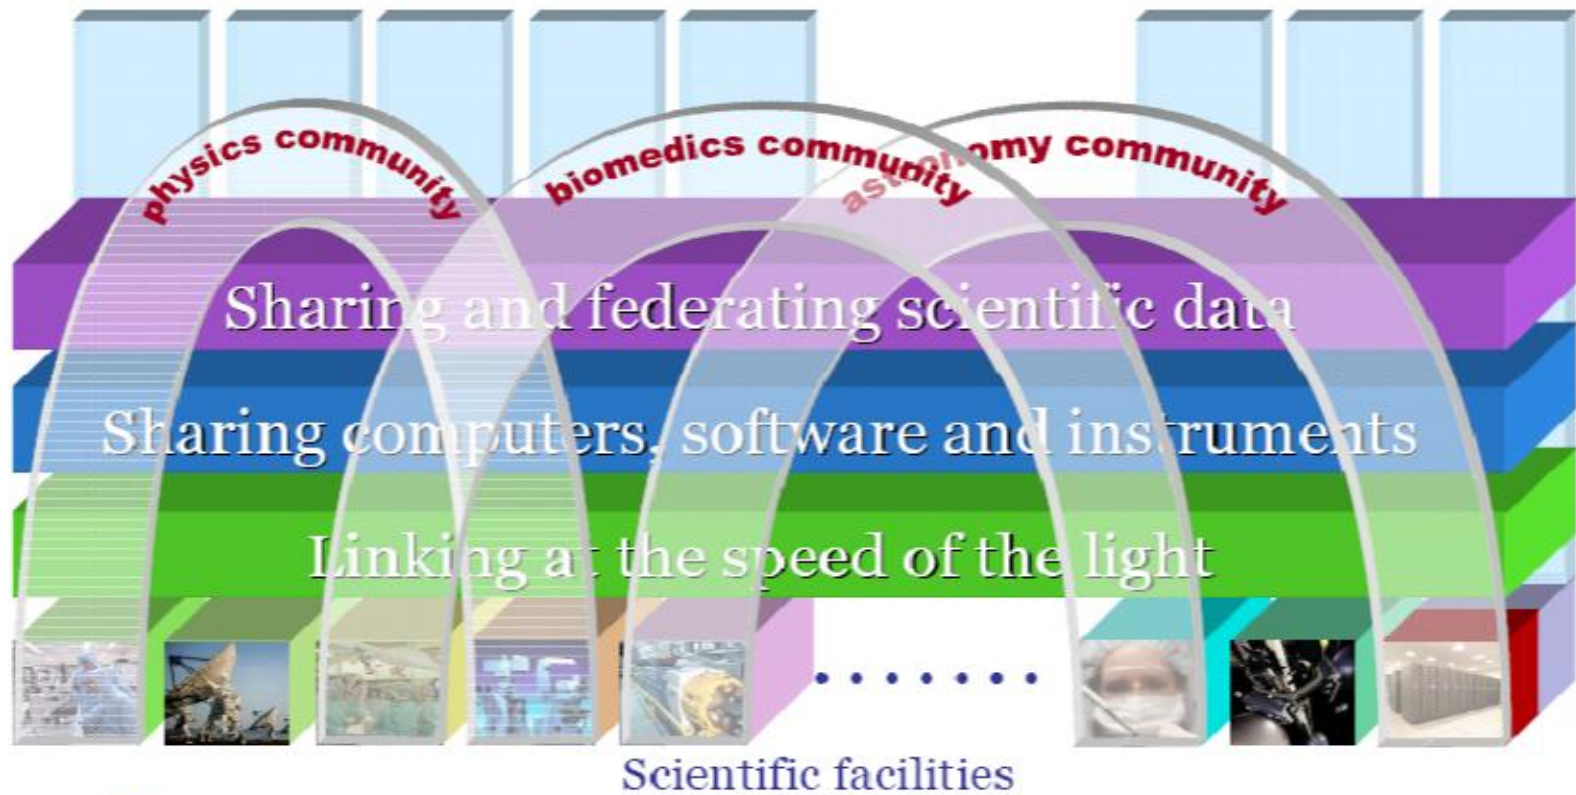 physics community
biomedics community
astronomy community
Sharing and federating scientific data
Sharing computers, software and instruments
Linking at the speed of the light
Scientific facilities